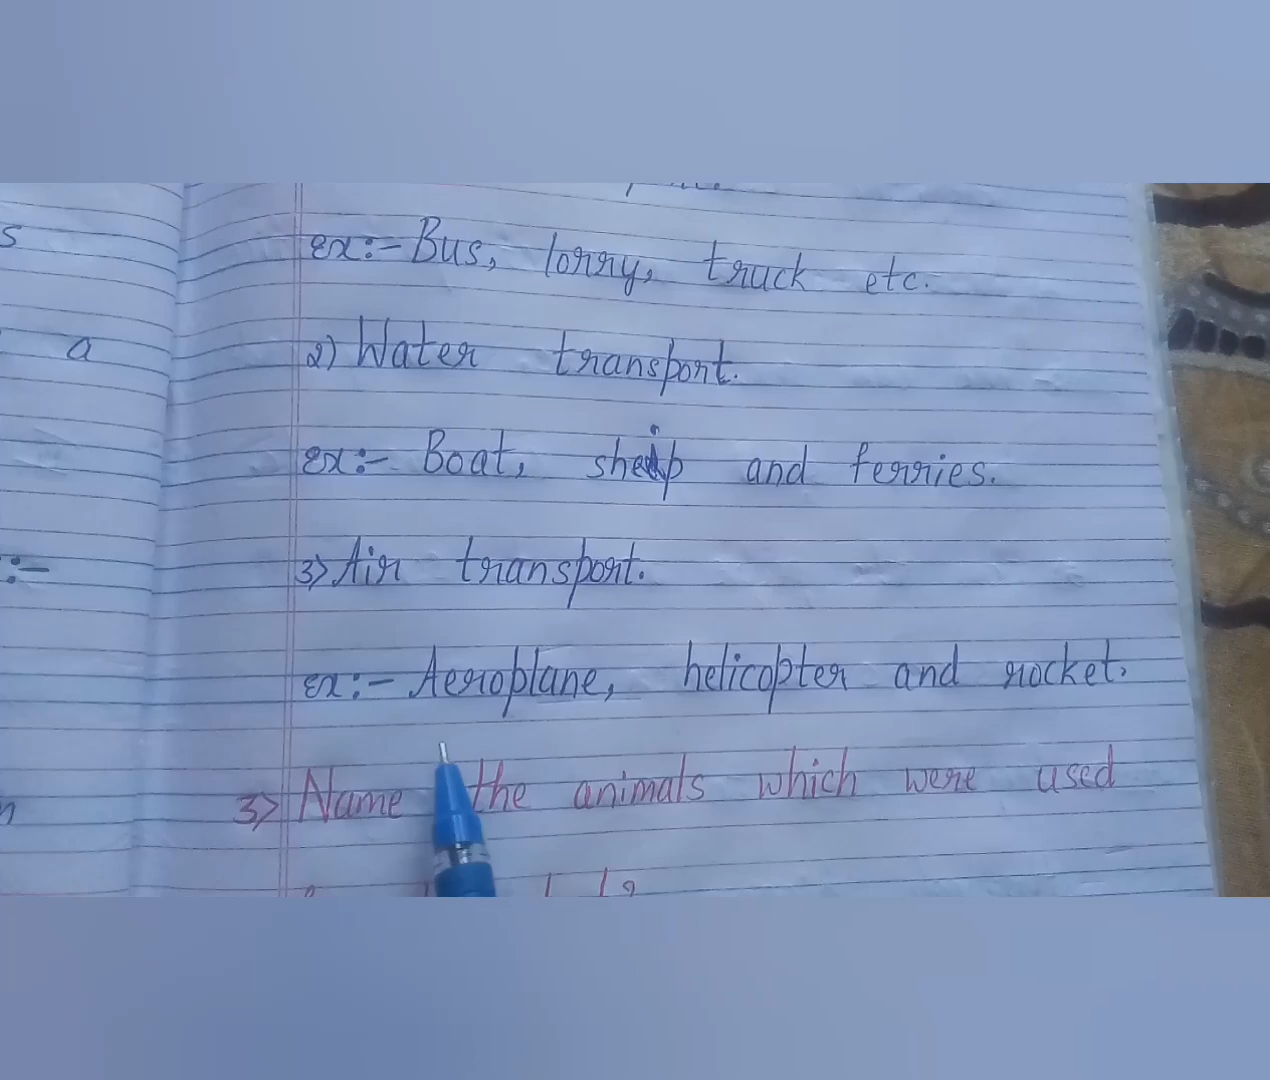 s
ex:- Bus, lorry, truck etc.
a
2) Water transport.
ex:- Boat, ship and ferries.
3) Air transport.
:-
ex:- Aeroplane, helicopter and rocket.
3) Name the animals which were used
n